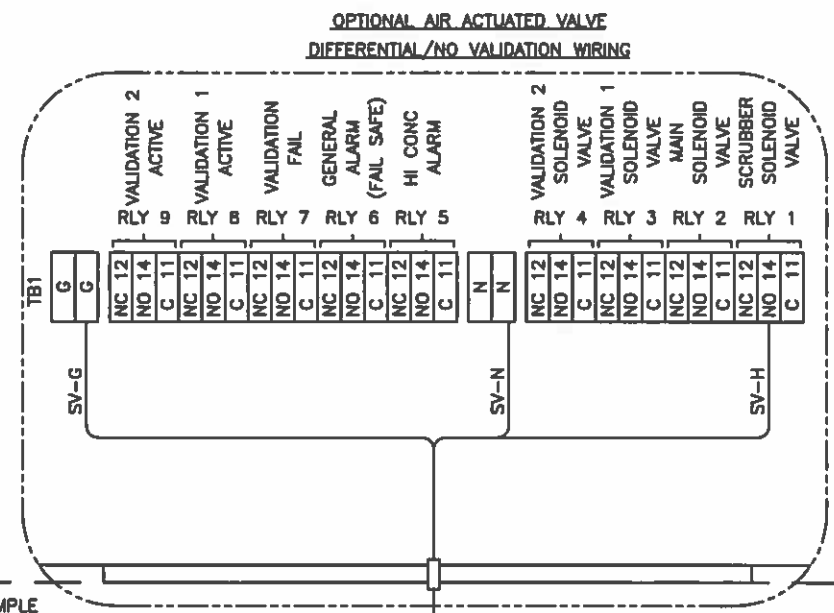 OPTIONAL AIR ACTUATED VALVE
DIFFERENTIAL/NO VALIDATION WIRING
VALIDATION 2
ACTIVE
VALIDATION 1
ACTIVE
VALIDATION
FAIL
GENERAL
ALARM
(FAIL SAFE)
HI CONC
ALARM
VALIDATION 2
SOLENOID
VALVE
VALIDATION 1
SOLENOID
VALVE
MAIN
SOLENOID
VALVE
SCRUBBER
SOLENOID
VALVE
RLY 9 RLY 8 RLY 7 RLY 6 RLY 5 RLY 4 RLY 3 RLY 2 RLY 1
TB1
G
G
NC 12
NO 14
C 11
NC 12
NO 14
C 11
NC 12
NO 14
C 11
NC 12
NO 14
C 11
NC 12
NO 14
C 11
N
N
NC 12
NO 14
C 11
NC 12
NO 14
C 11
NC 12
NO 14
C 11
NC 12
NO 14
C 11
SV-G
SV-N
SV-H
MPLE